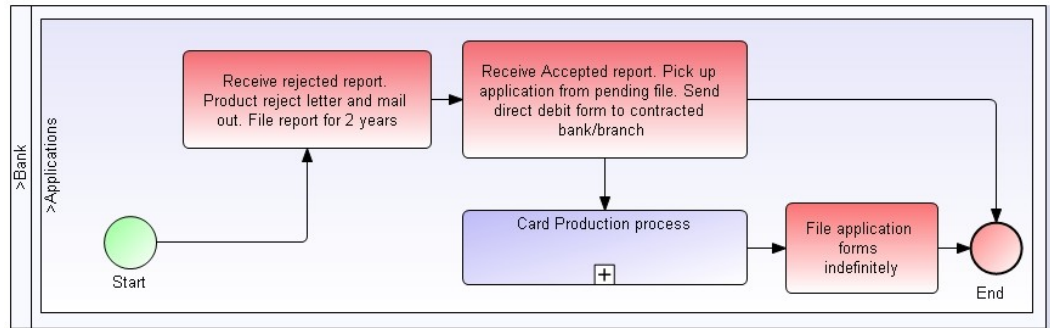 >Bank
>Applications
Receive rejected report.
Product reject letter and mail
out. File report for 2 years
Receive Accepted report. Pick up
application from pending file. Send
direct debit form to contracted
bank/branch
Start
Card Production process
File application
forms
indefinitely
End